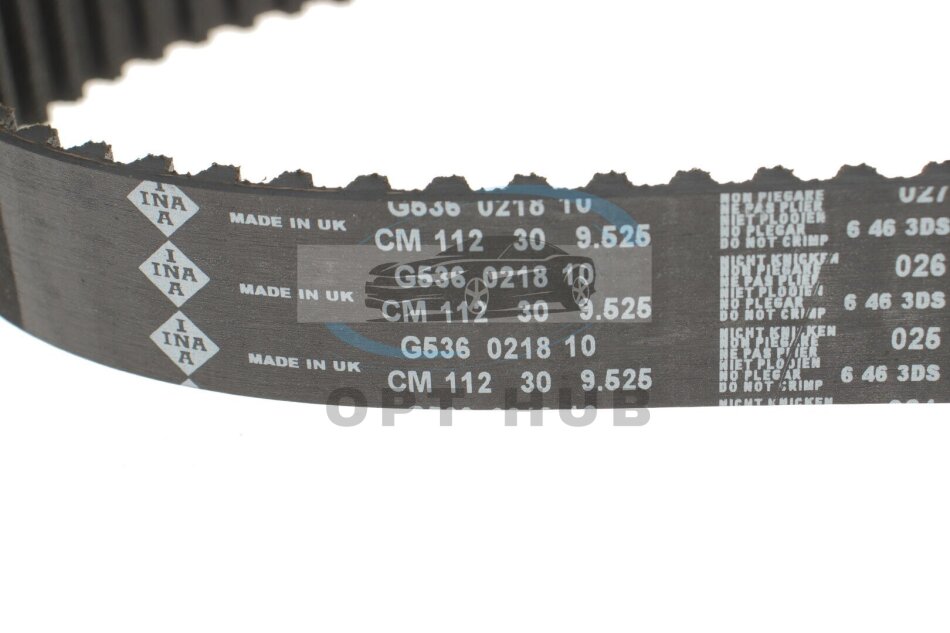 INA
INA
MADE IN UK
G536 0218 10
CM 112 30 9.525
NON PIEGARE
NE PAS PLIER
NIET PLOOIEN
NO PLEGAR
DO NOT CRIMP
027
6 46 3DS
INA
INA
MADE IN UK
G536 0218 10
CM 112 30 9.525
NICHT KNICKEN
NON PIEGARE
NE PAS PLIER
NIET PLOOIEN
NO PLEGAR
DO NOT CRIMP
026
6 46 3DS
INA
INA
MADE IN UK
G536 0218 10
CM 112 30 9.525
NICHT KNICKEN
NON PIEGARE
NE PAS PLIER
NIET PLOOIEN
NO PLEGAR
DO NOT CRIMP
025
6 46 3DS
NICHT KNICKEN
OPT HUB